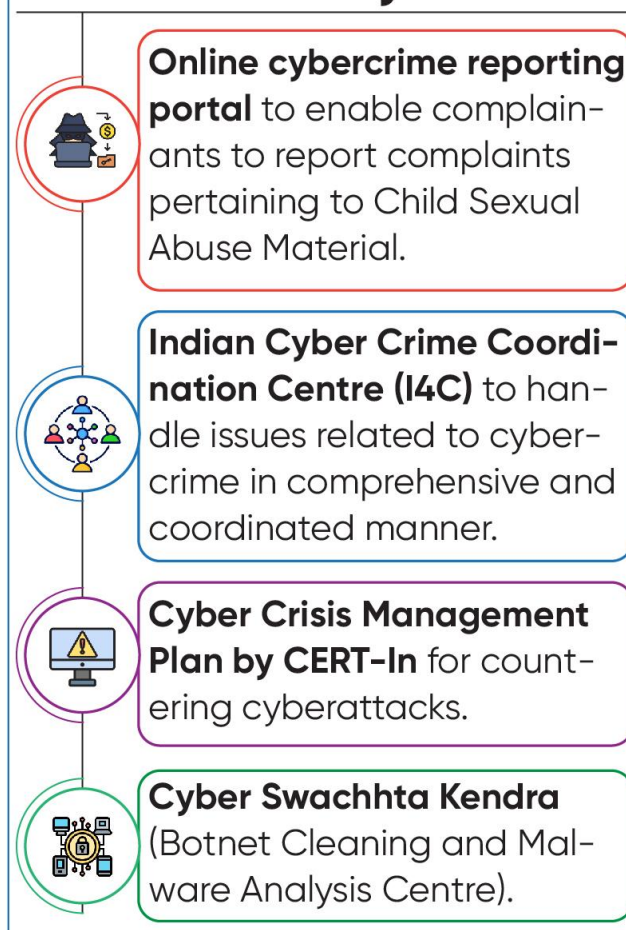 Online cybercrime reporting
portal to enable complain-
ants to report complaints
pertaining to Child Sexual
Abuse Material.
Indian Cyber Crime Coordi-
nation Centre (I4C) to han-
dle issues related to cyber-
crime in comprehensive and
coordinated manner.
Cyber Crisis Management
Plan by CERT-In for count-
ering cyberattacks.
Cyber Swachhta Kendra
(Botnet Cleaning and Mal-
ware Analysis Centre).